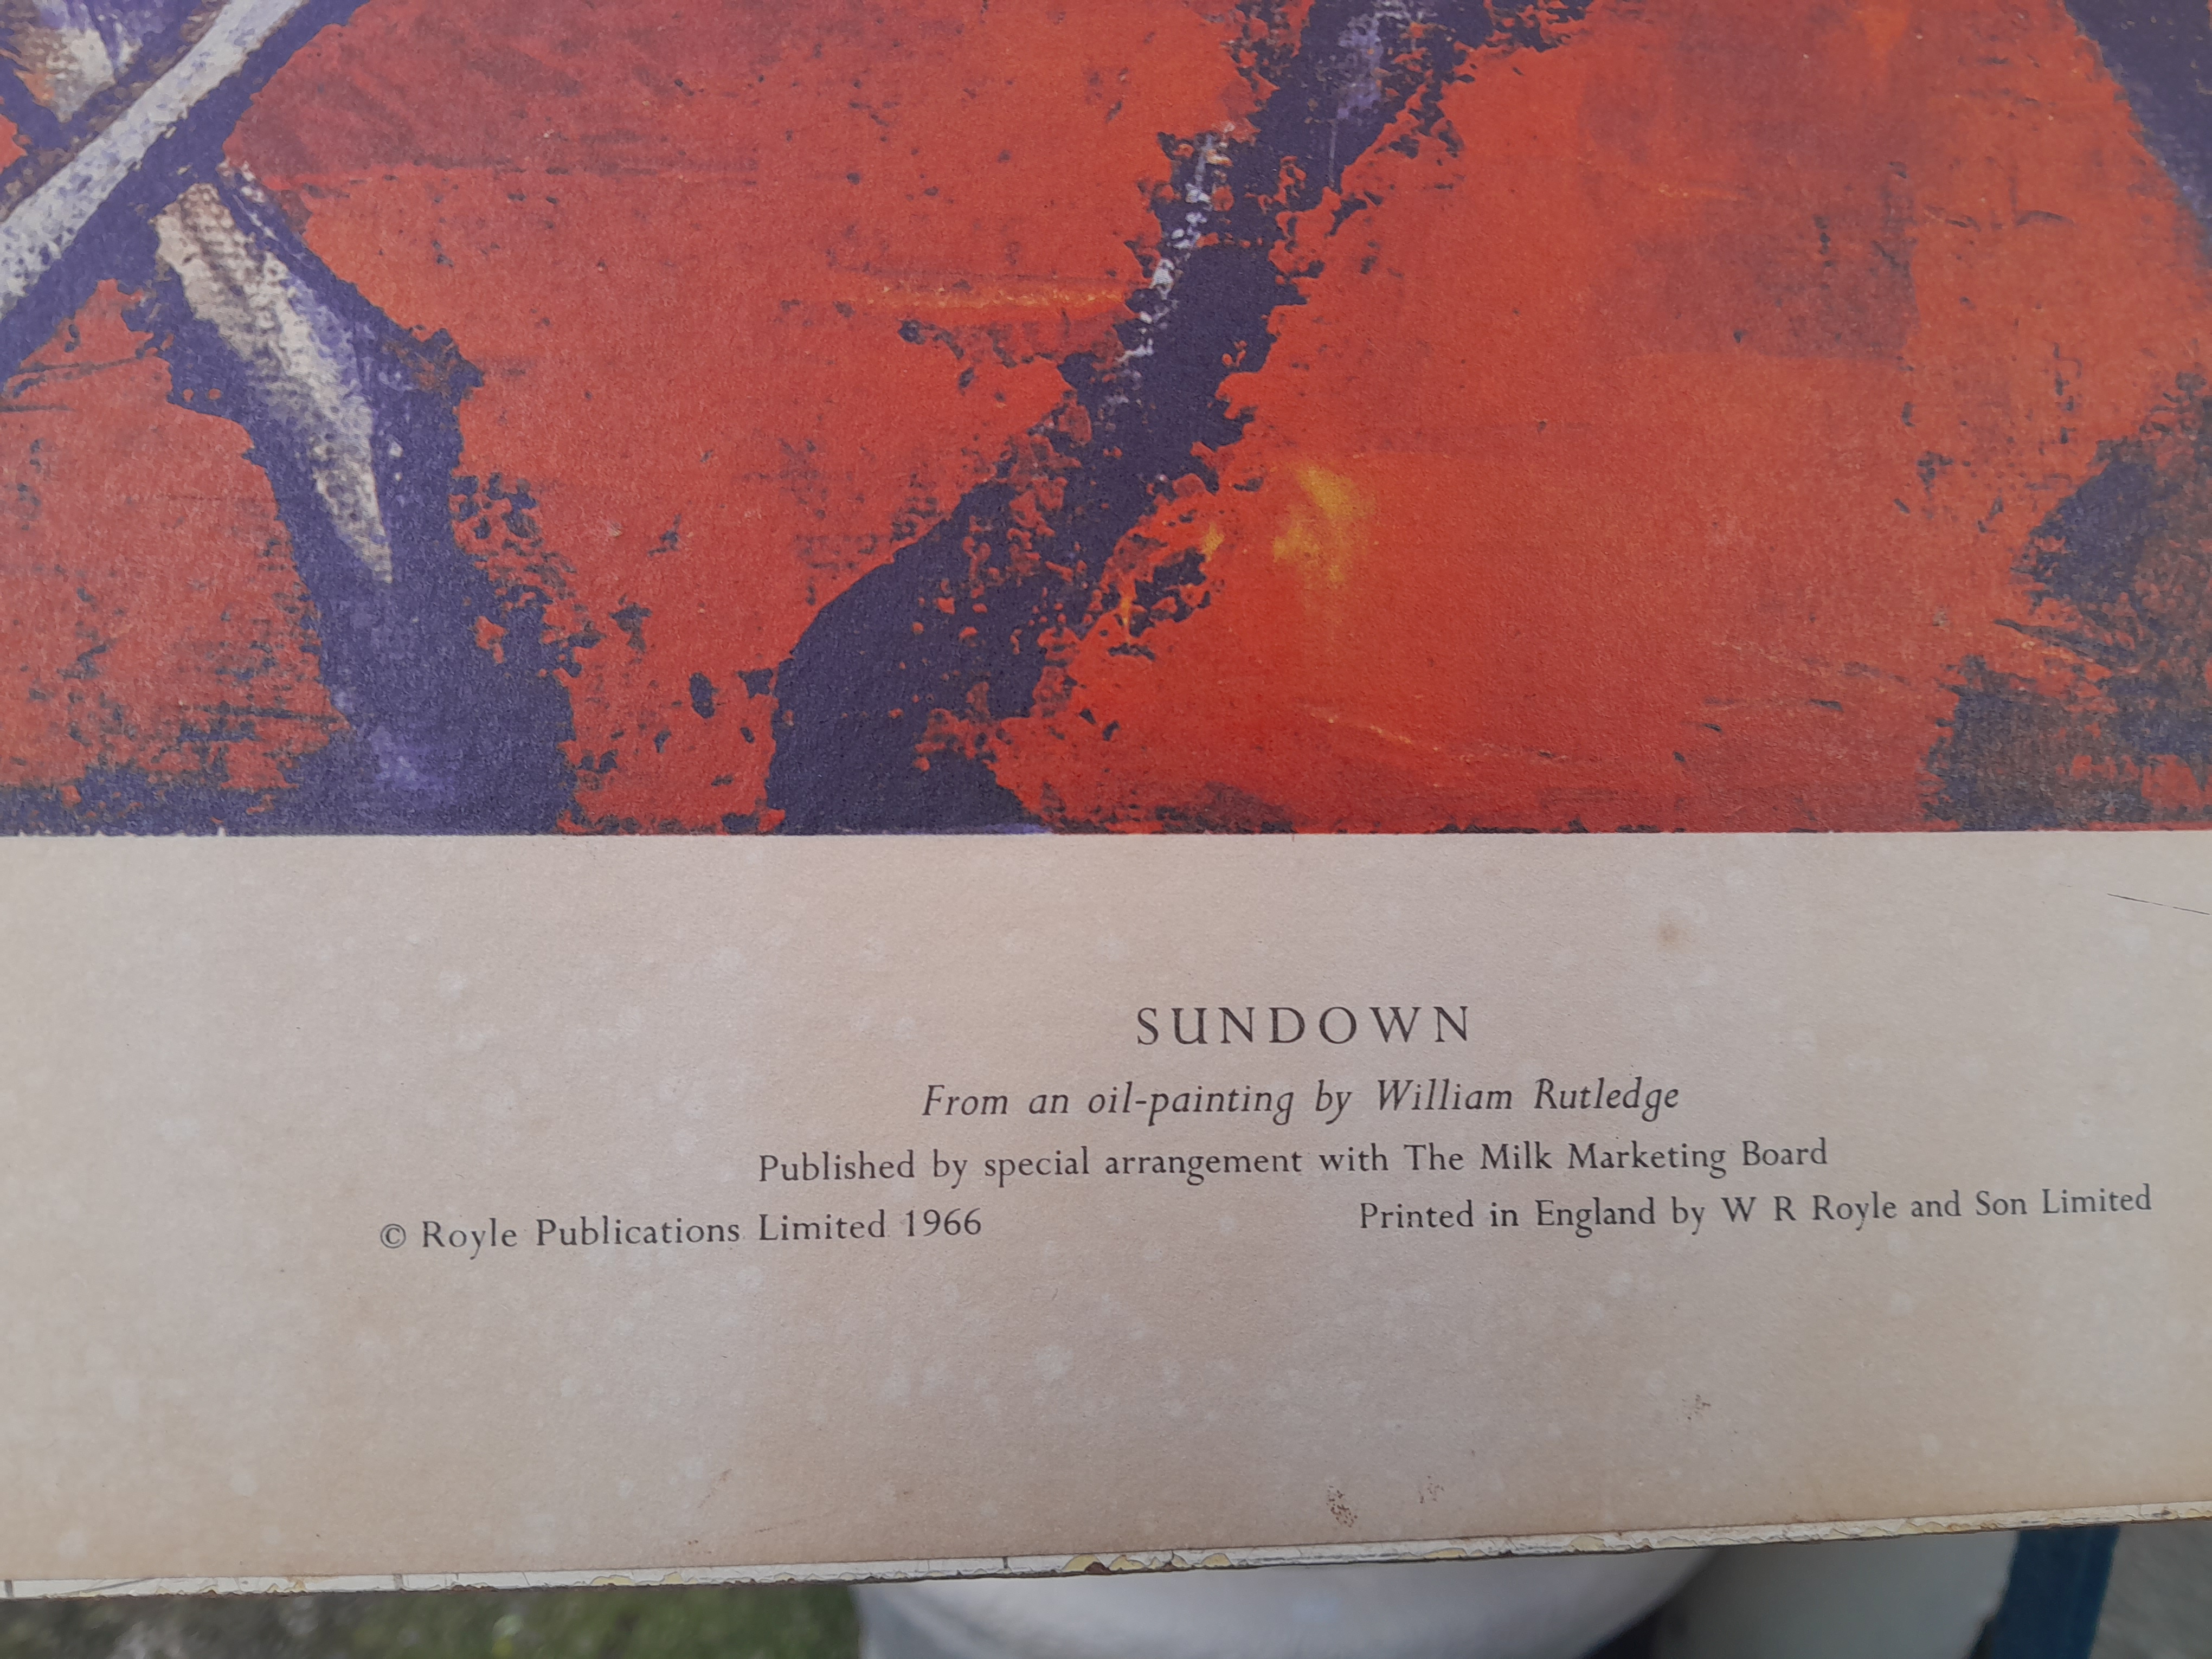 SUNDOWN
From an oil-painting by William Rutledge
Published by special arrangement with The Milk Marketing Board
© Royle Publications Limited 1966 Printed in England by W R Royle and Son Limited